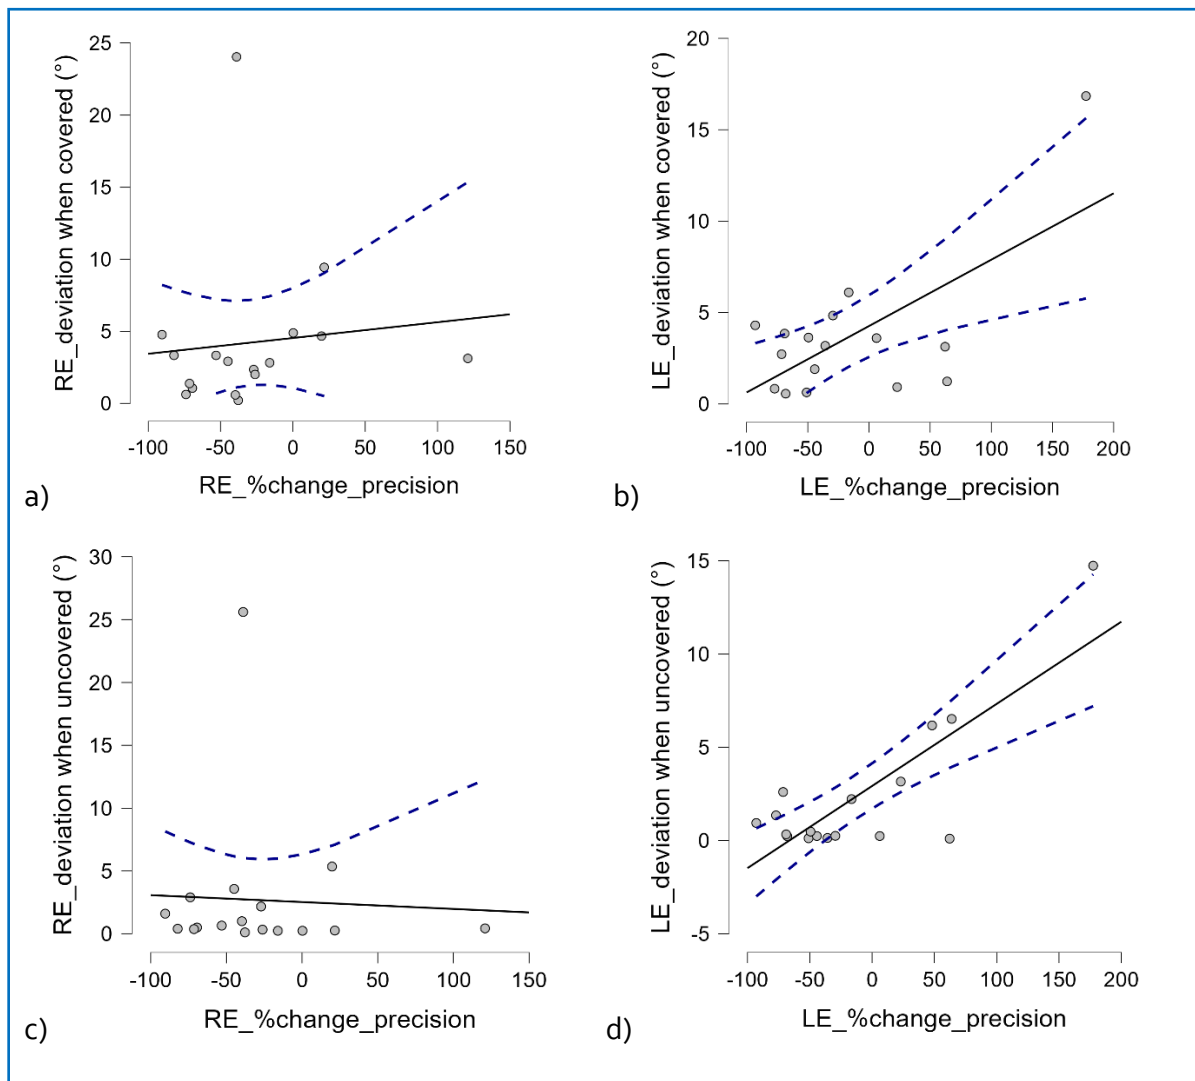 RE_deviation when covered (°)
25
20
15
10
5
0
-100 -50 0 50 100 150
RE_%change_precision
a)
LE_deviation when covered (°)
20
15
10
5
0
-100 -50 0 50 100 150 200
LE_%change_precision
b)
RE_deviation when uncovered (°)
30
25
20
15
10
5
0
-100 -50 0 50 100 150
RE_%change_precision
c)
LE_deviation when uncovered (°)
15
10
5
0
-5
-100 -50 0 50 100 150 200
LE_%change_precision
d)